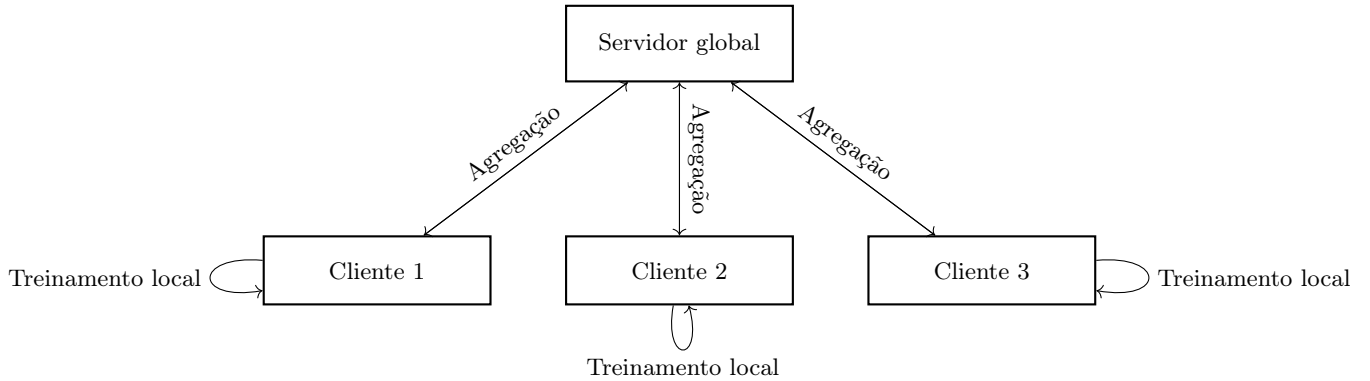 Servidor global
Agregação
Agregação
Agregação
Treinamento local
Cliente 1
Cliente 2
Cliente 3
Treinamento local
Treinamento local